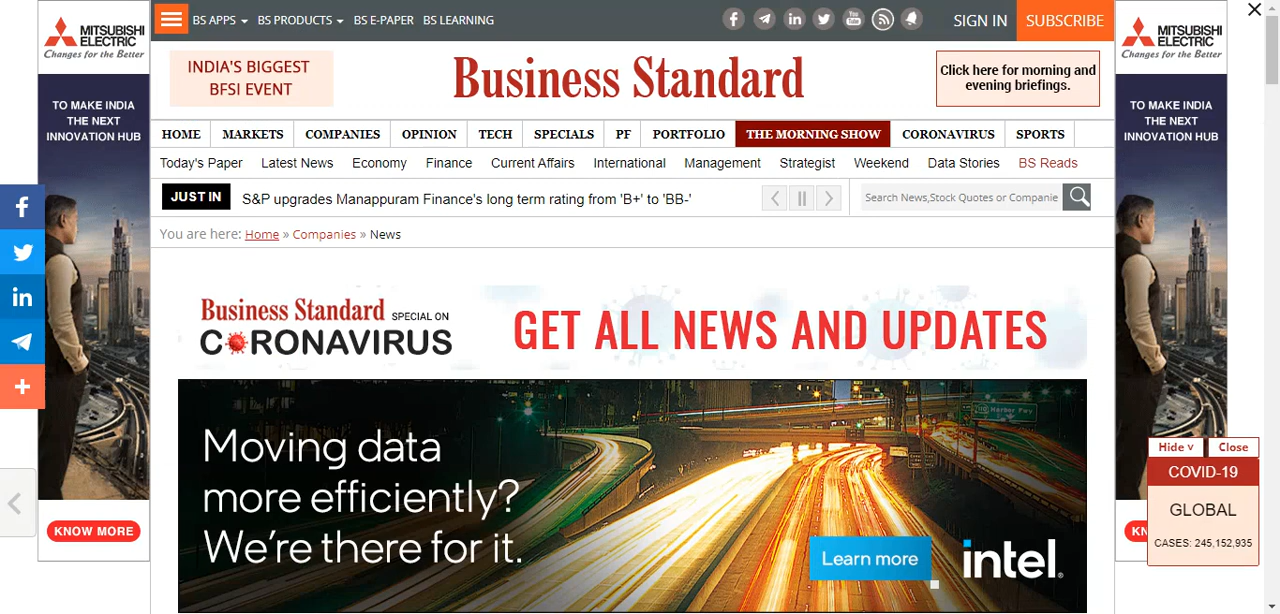 MITSUBISHI ELECTRIC
Changes for the Better
TO MAKE INDIA
THE NEXT
INNOVATION HUB
KNOW MORE
BS APPS BS PRODUCTS BS E-PAPER BS LEARNING
You Tube
SIGN IN SUBSCRIBE
INDIA'S BIGGEST
BFSI EVENT
Business Standard
Click here for morning and
evening briefings.
HOME MARKETS COMPANIES OPINION TECH SPECIALS PF PORTFOLIO THE MORNING SHOW CORONAVIRUS SPORTS
Today's Paper Latest News Economy Finance Current Affairs International Management Strategist Weekend Data Stories BS Reads
JUST IN S&P upgrades Manappuram Finance's long term rating from 'B+' to 'BB-'
Search News,Stock Quotes or Companie
You are here: Home » Companies » News
Business Standard SPECIAL ON
CORONAVIRUS
GET ALL NEWS AND UPDATES
Moving data
more efficiently?
We're there for it.
110 Harbor Fwy
Learn more
intel.
MITSUBISHI ELECTRIC
Changes for the Better
TO MAKE INDIA
THE NEXT
INNOVATION HUB
KN
Hide v Close
COVID-19
GLOBAL
CASES: 245,152,935